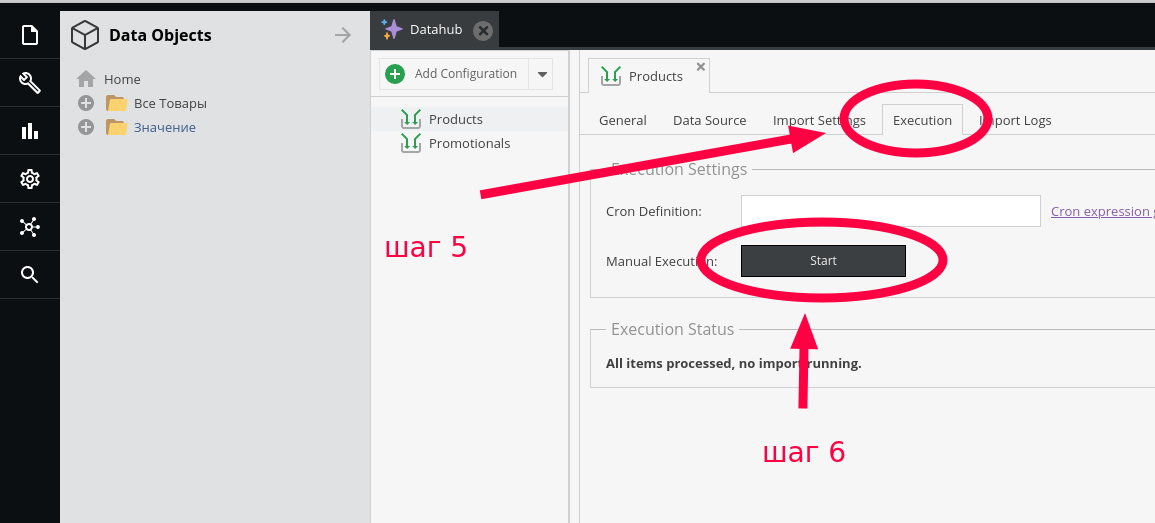 Data Objects
Home
Все Товары
Значение
Datahub
Add Configuration
Products
Promotionals
Products
General Data Source Import Settings Execution Import Logs
Execution Settings
Cron Definition: Cron expression
Manual Execution: Start
Execution Status
All items processed, no import running.
шаг 5
шаг 6